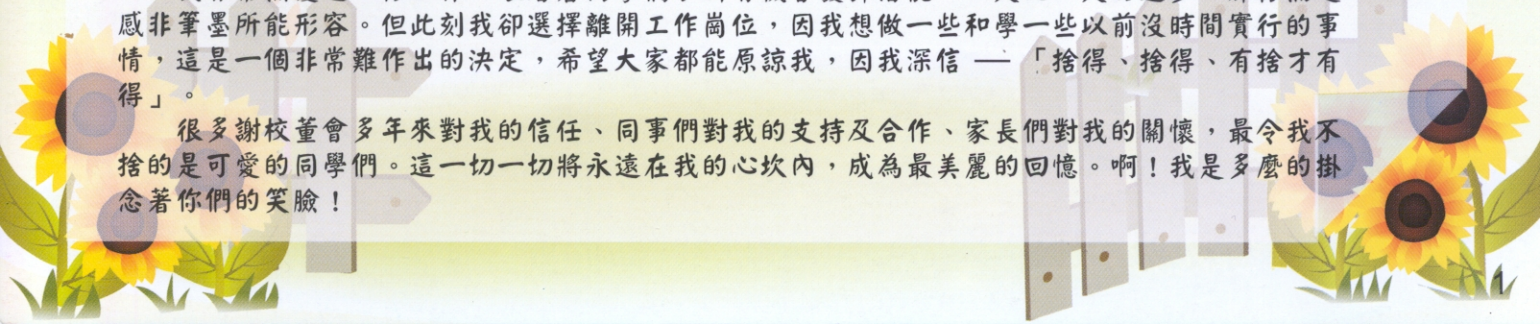 感非筆墨所能形容。但此刻我卻選擇離開工作崗位,因我想做一些和學一些以前沒時間實行的事
情,這是一個非常難作出的決定,希望大家都能原諒我,因我深信 —「捨得、捨得、有捨才有
得」。
很多謝校董會多年來對我的信任、同事們對我的支持及合作、家長們對我的關懷,最令我不
捨的是可愛的同學們。這一切一切將永遠在我的心坎內,成為最美麗的回憶。啊!我是多麼的掛
念著你們的笑臉!
1